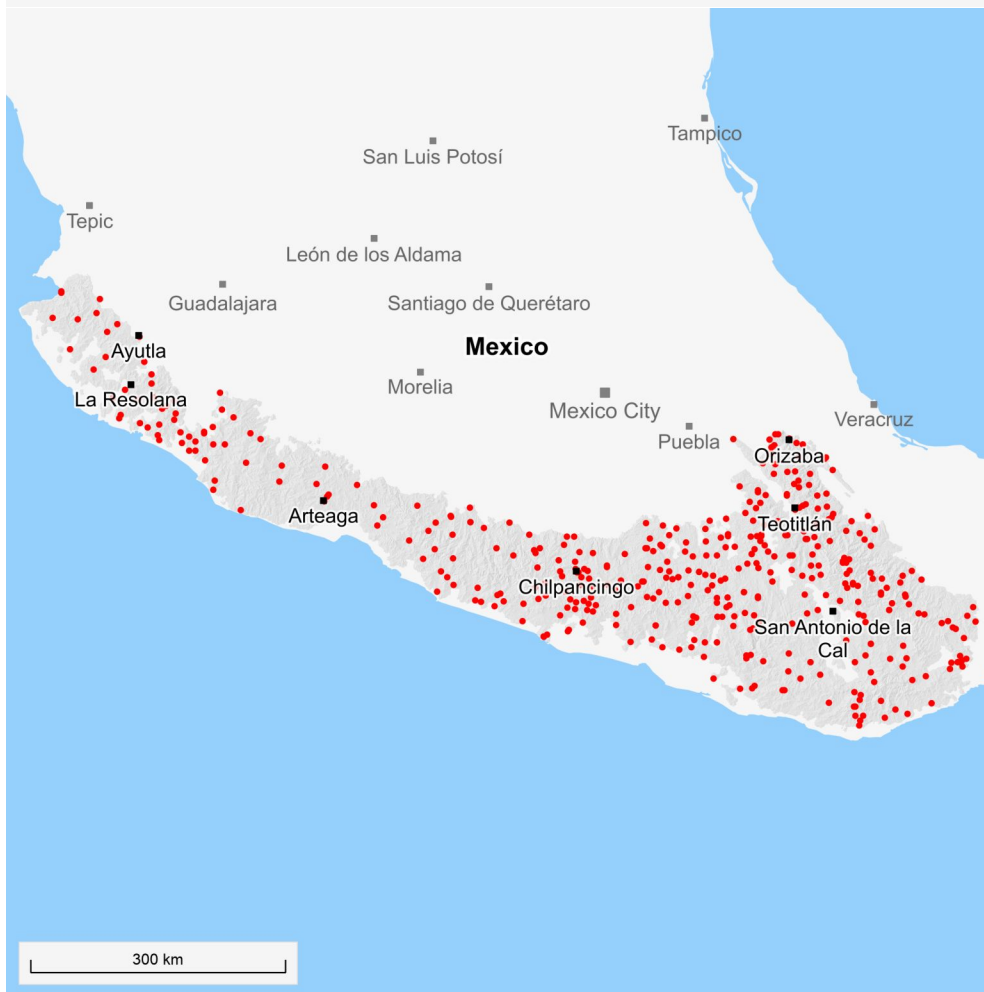 Tampico
San Luis Potosí
Tepic
León de los Aldama
Guadalajara
Santiago de Querétaro
Mexico
Ayutla
Morelia
La Resolana
Mexico City
Veracruz
Puebla
Orizaba
Arteaga
Teotitlán
Chilpancingo
San Antonio de la
Cal
300 km